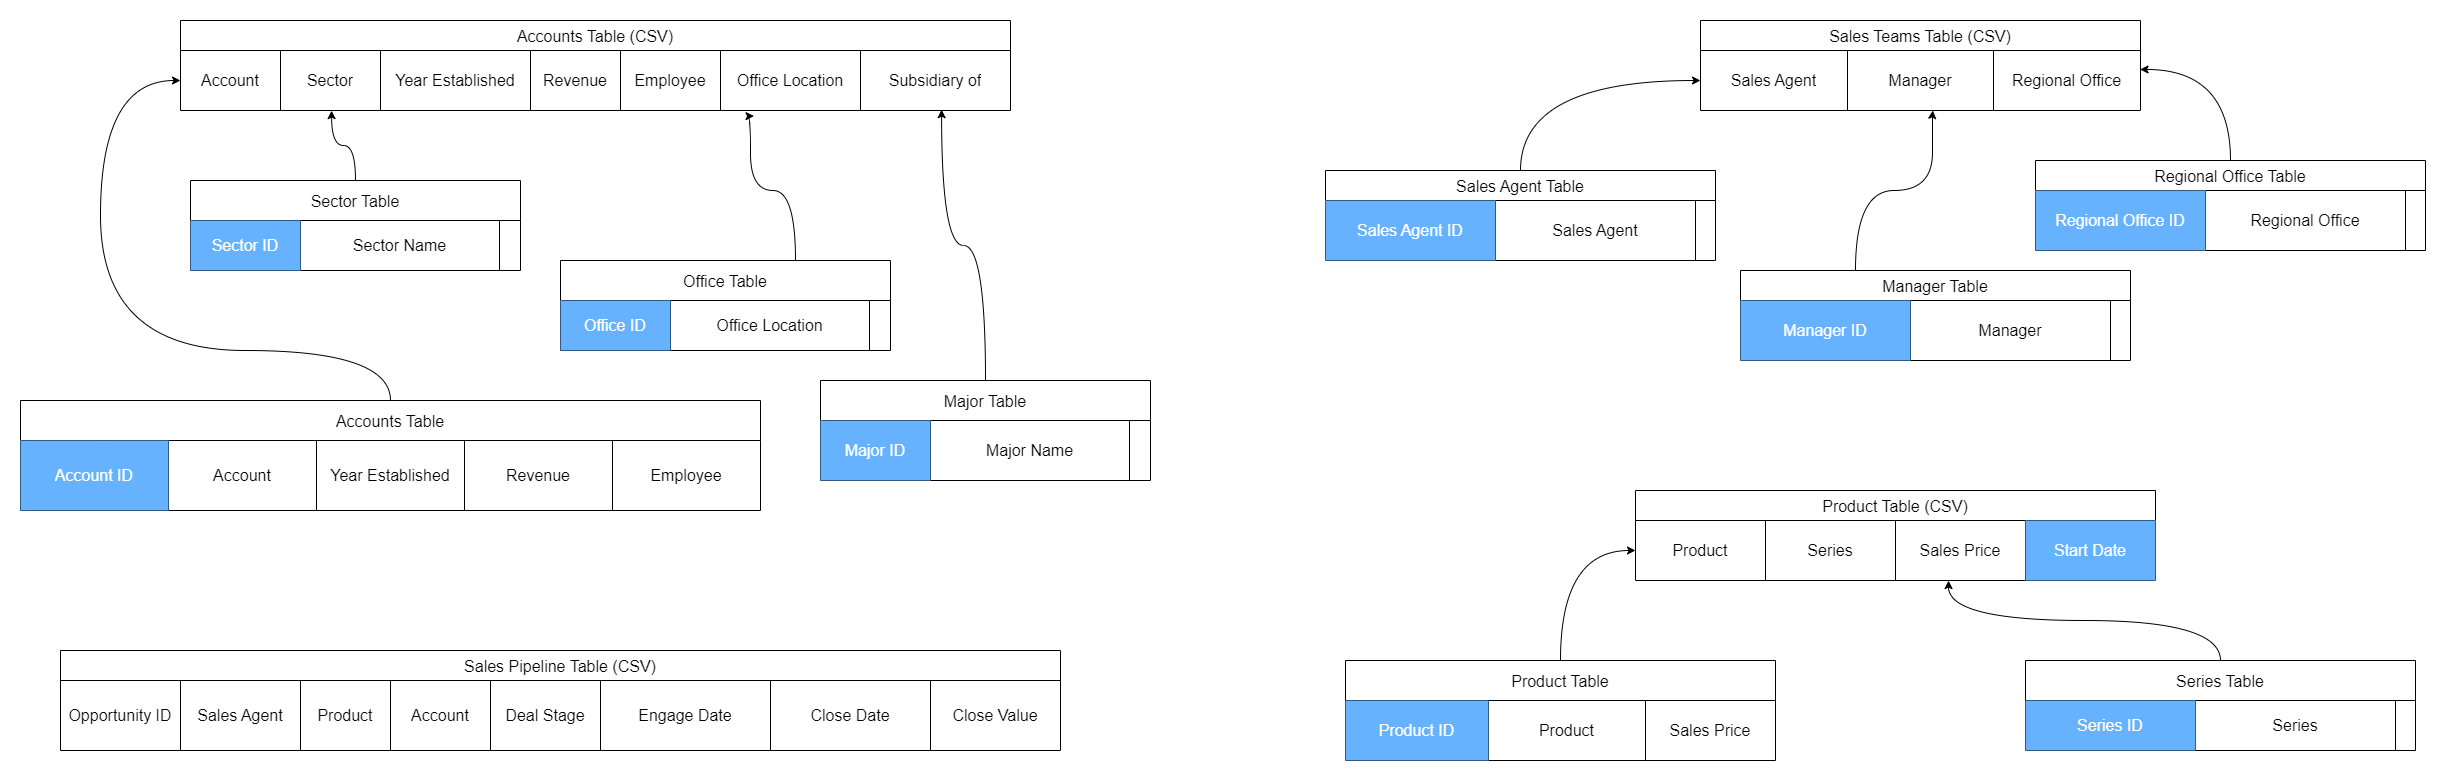 Accounts Table (CSV)
Account Sector Year Established Revenue Employee Office Location Subsidiary of
Sector Table
Sector ID Sector Name
Office Table
Office ID Office Location
Major Table
Major ID Major Name
Accounts Table
Account ID Account Year Established Revenue Employee
Sales Pipeline Table (CSV)
Opportunity ID Sales Agent Product Account Deal Stage Engage Date Close Date Close Value
Sales Teams Table (CSV)
Sales Agent Manager Regional Office
Sales Agent Table
Sales Agent ID Sales Agent
Regional Office Table
Regional Office ID Regional Office
Manager Table
Manager ID Manager
Product Table (CSV)
Product Series Sales Price Start Date
Product Table
Product ID Product Sales Price
Series Table
Series ID Series